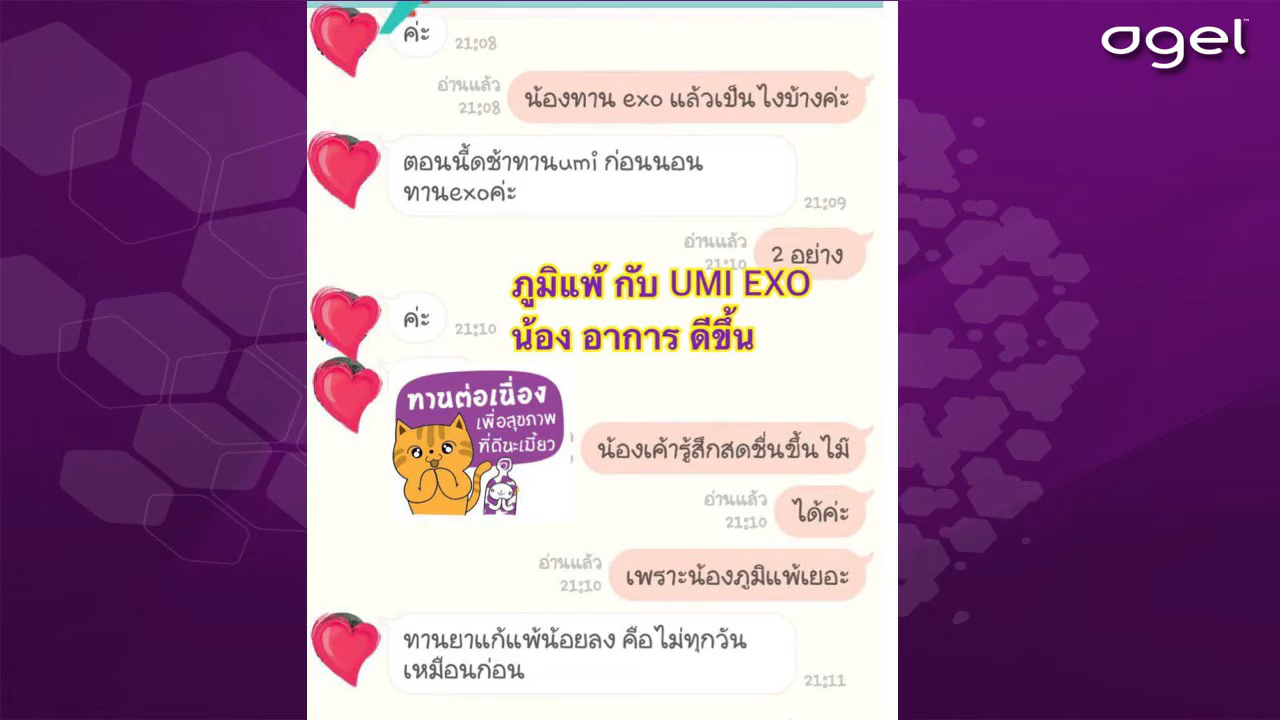 agel
ค่ะ
21:08
อ่านแล้ว
21:08
น้องทาน exo แล้วเป็นไงบ้างค่ะ
ตอนนี้ดช้าทานumi ก่อนนอน
ทานexoค่ะ
21:09
อ่านแล้ว
21:10
2 อย่าง
ภูมิแพ้ กับ UMI EXO
น้อง อาการ ดีขึ้น
ค่ะ
21:10
ทานต่อเนื่อง
เพื่อสุขภาพ
ที่ดีนะเมี้ยว
น้องเค้ารู้สึกสดชื่นขึ้นไม๊
อ่านแล้ว
21:10
ได้ค่ะ
อ่านแล้ว
21:10
เพราะน้องภูมิแพ้เยอะ
ทานยาแก้แพ้น้อยลง คือไม่ทุกวัน
เหมือนก่อน
21:11